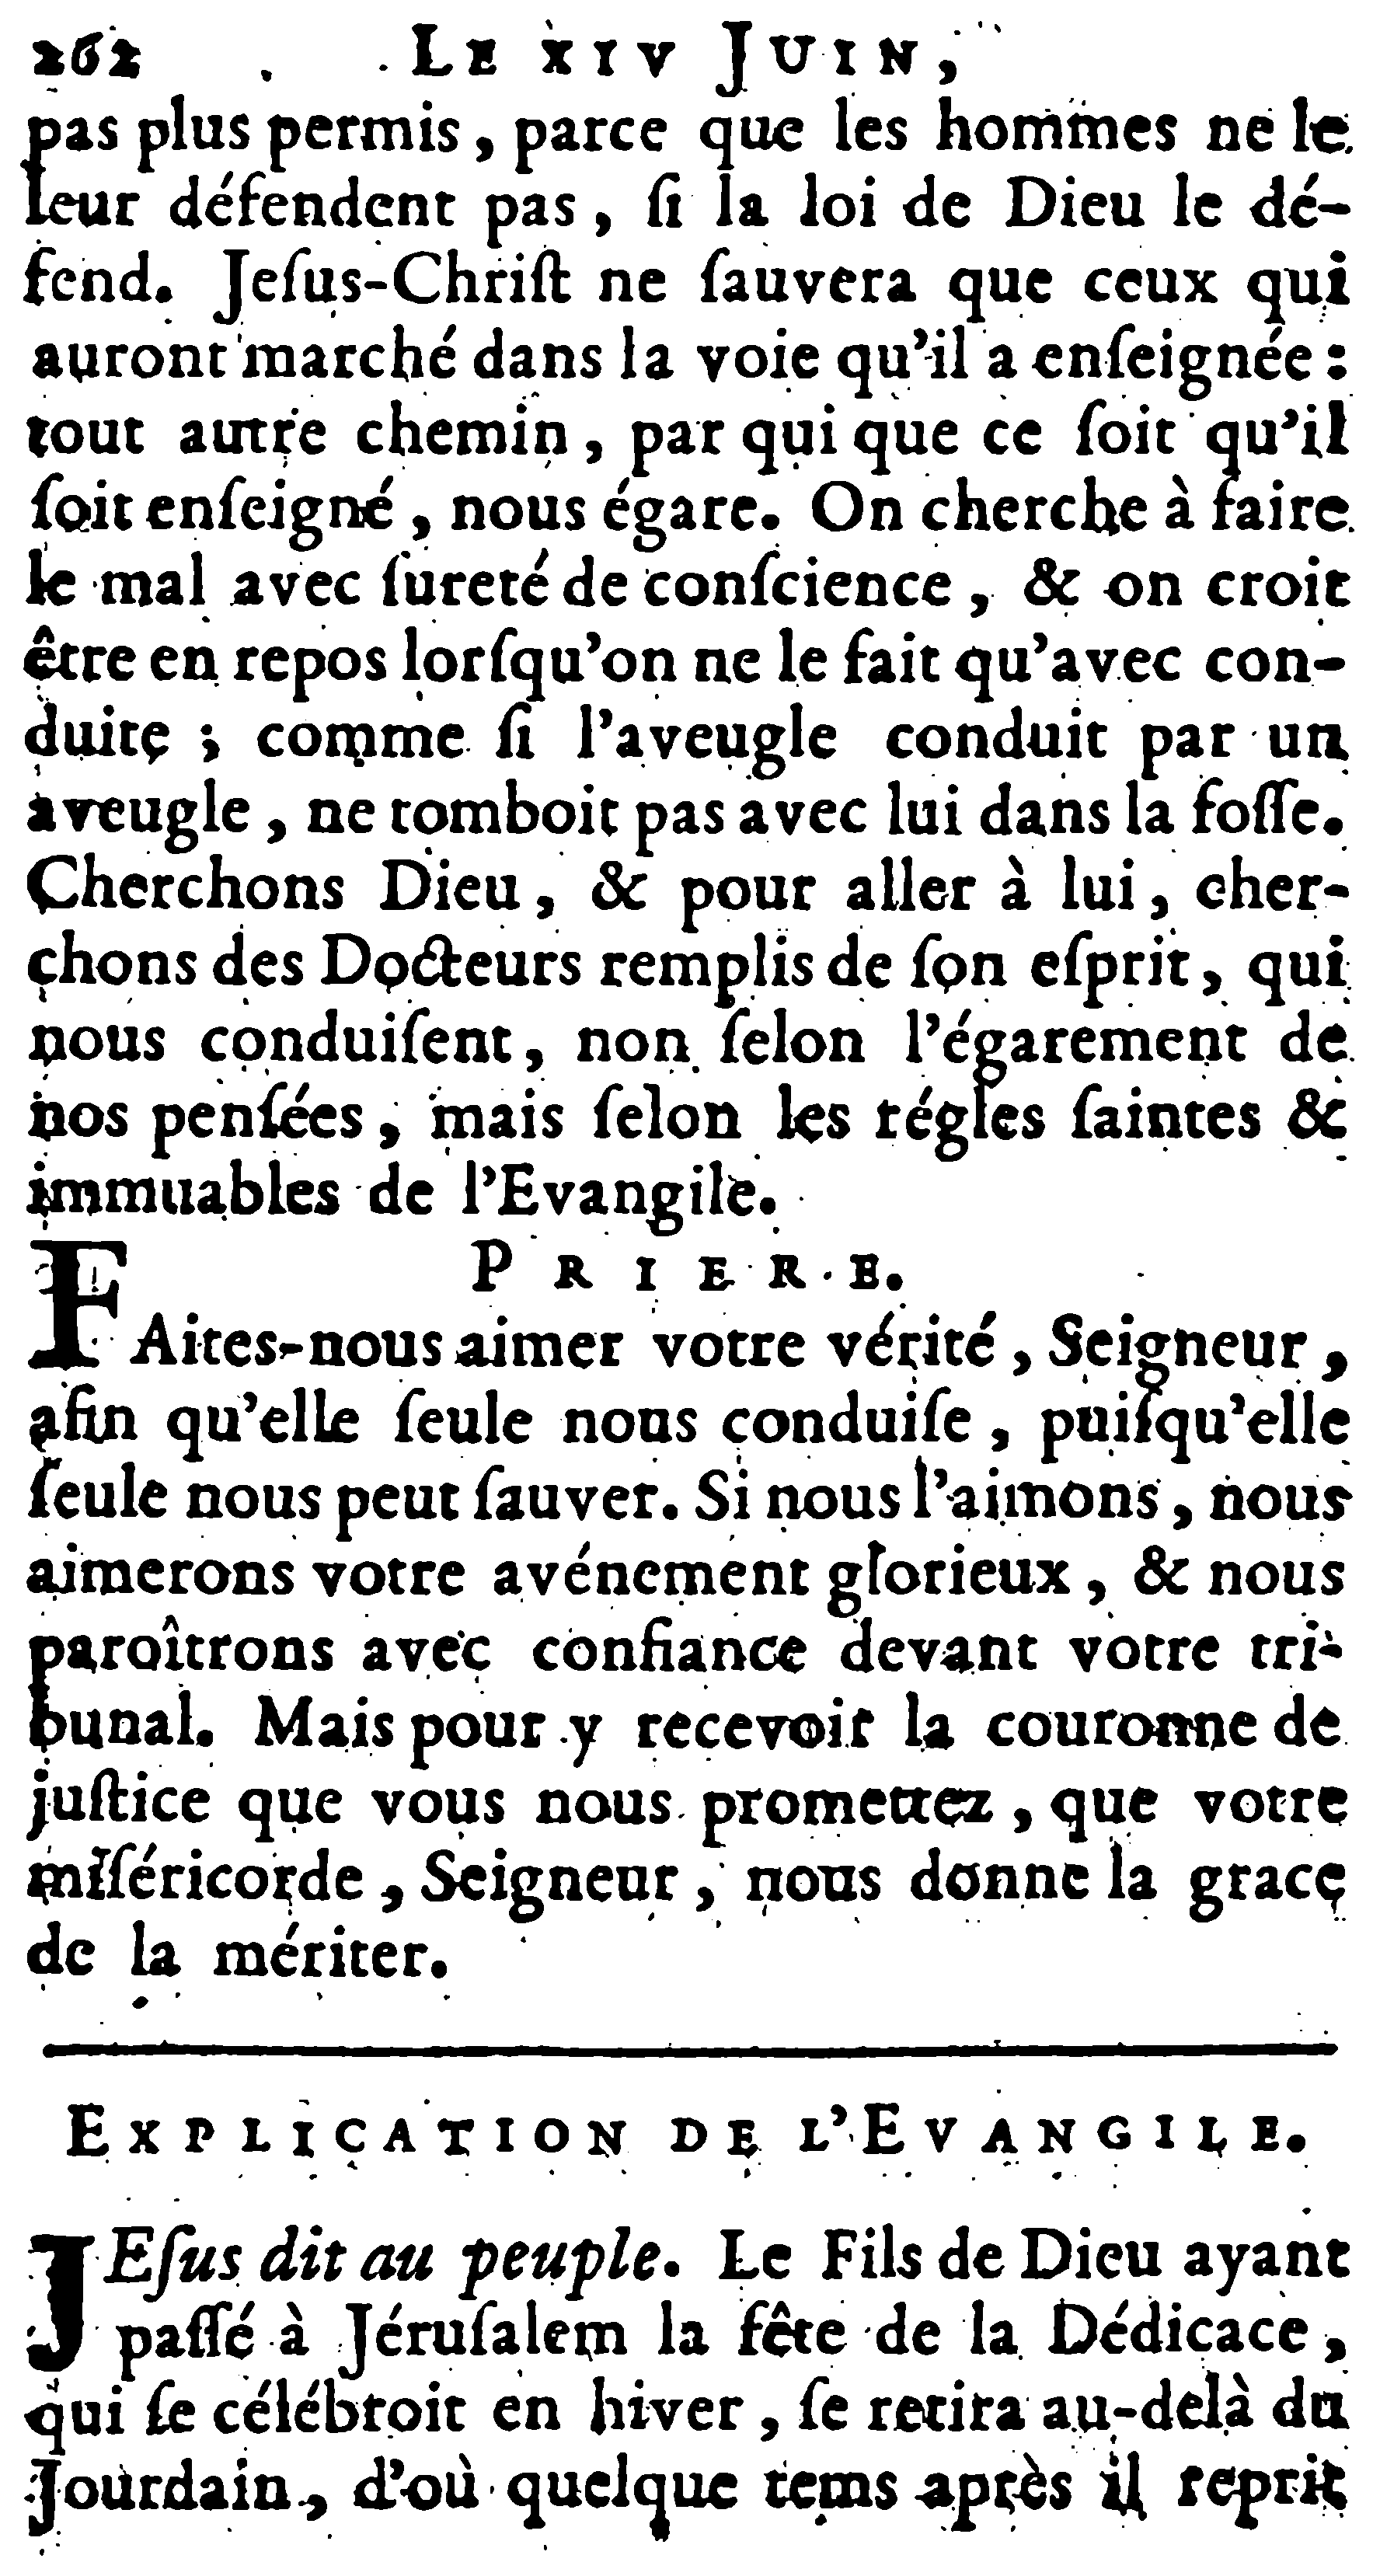 262 LE XIV JUIN,
pas plus permis, parce que les hommes ne le
leur défendent pas, ſi la loi de Dieu le dé-
fend. Jeſus-Chriſt ne ſauvera que ceux qui
auront marché dans la voie qu'il a enſeignée :
tout autre chemin, par qui que ce ſoit qu'il
ſoit enſeigné, nous égare. On cherche à faire
le mal avec ſureté de conſcience, & on croit
être en repos lorſqu'on ne le fait qu'avec con-
duite ; comme ſi l'aveugle conduit par un
aveugle, ne tomboit pas avec lui dans la foſſe.
Cherchons Dieu, & pour aller à lui, cher-
chons des Docteurs remplis de ſon eſprit, qui
nous conduiſent, non ſelon l'égarement de
nos penſées, mais ſelon les régles ſaintes &
immuables de l'Evangile.
PRIERE.
FAites-nous aimer votre vérité, Seigneur,
afin qu'elle ſeule nous conduiſe, puiſqu'elle
ſeule nous peut ſauver. Si nous l'aimons, nous
aimerons votre avénement glorieux, & nous
paroîtrons avec confiance devant votre tri-
bunal. Mais pour y recevoir la couronne de
juſtice que vous nous promettez, que votre
miſéricorde, Seigneur, nous donne la grace
de la mériter.
EXPLICATION DE L'EVANGILE.
JEſus dit au peuple. Le Fils de Dieu ayant
paſſé à Jéruſalem la fête de la Dédicace,
qui ſe célébroit en hiver, ſe retira au-delà du
Jourdain, d'où quelque tems après il reprit